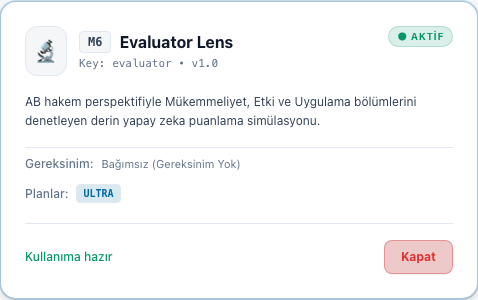 M6 Evaluator Lens
AKTİF
Key: evaluator • v1.0
AB hakem perspektifiyle Mükemmeliyet, Etki ve Uygulama bölümlerini
denetleyen derin yapay zeka puanlama simülasyonu.
Gereksinim: Bağımsız (Gereksinim Yok)
Planlar: ULTRA
Kullanıma hazır
Kapat